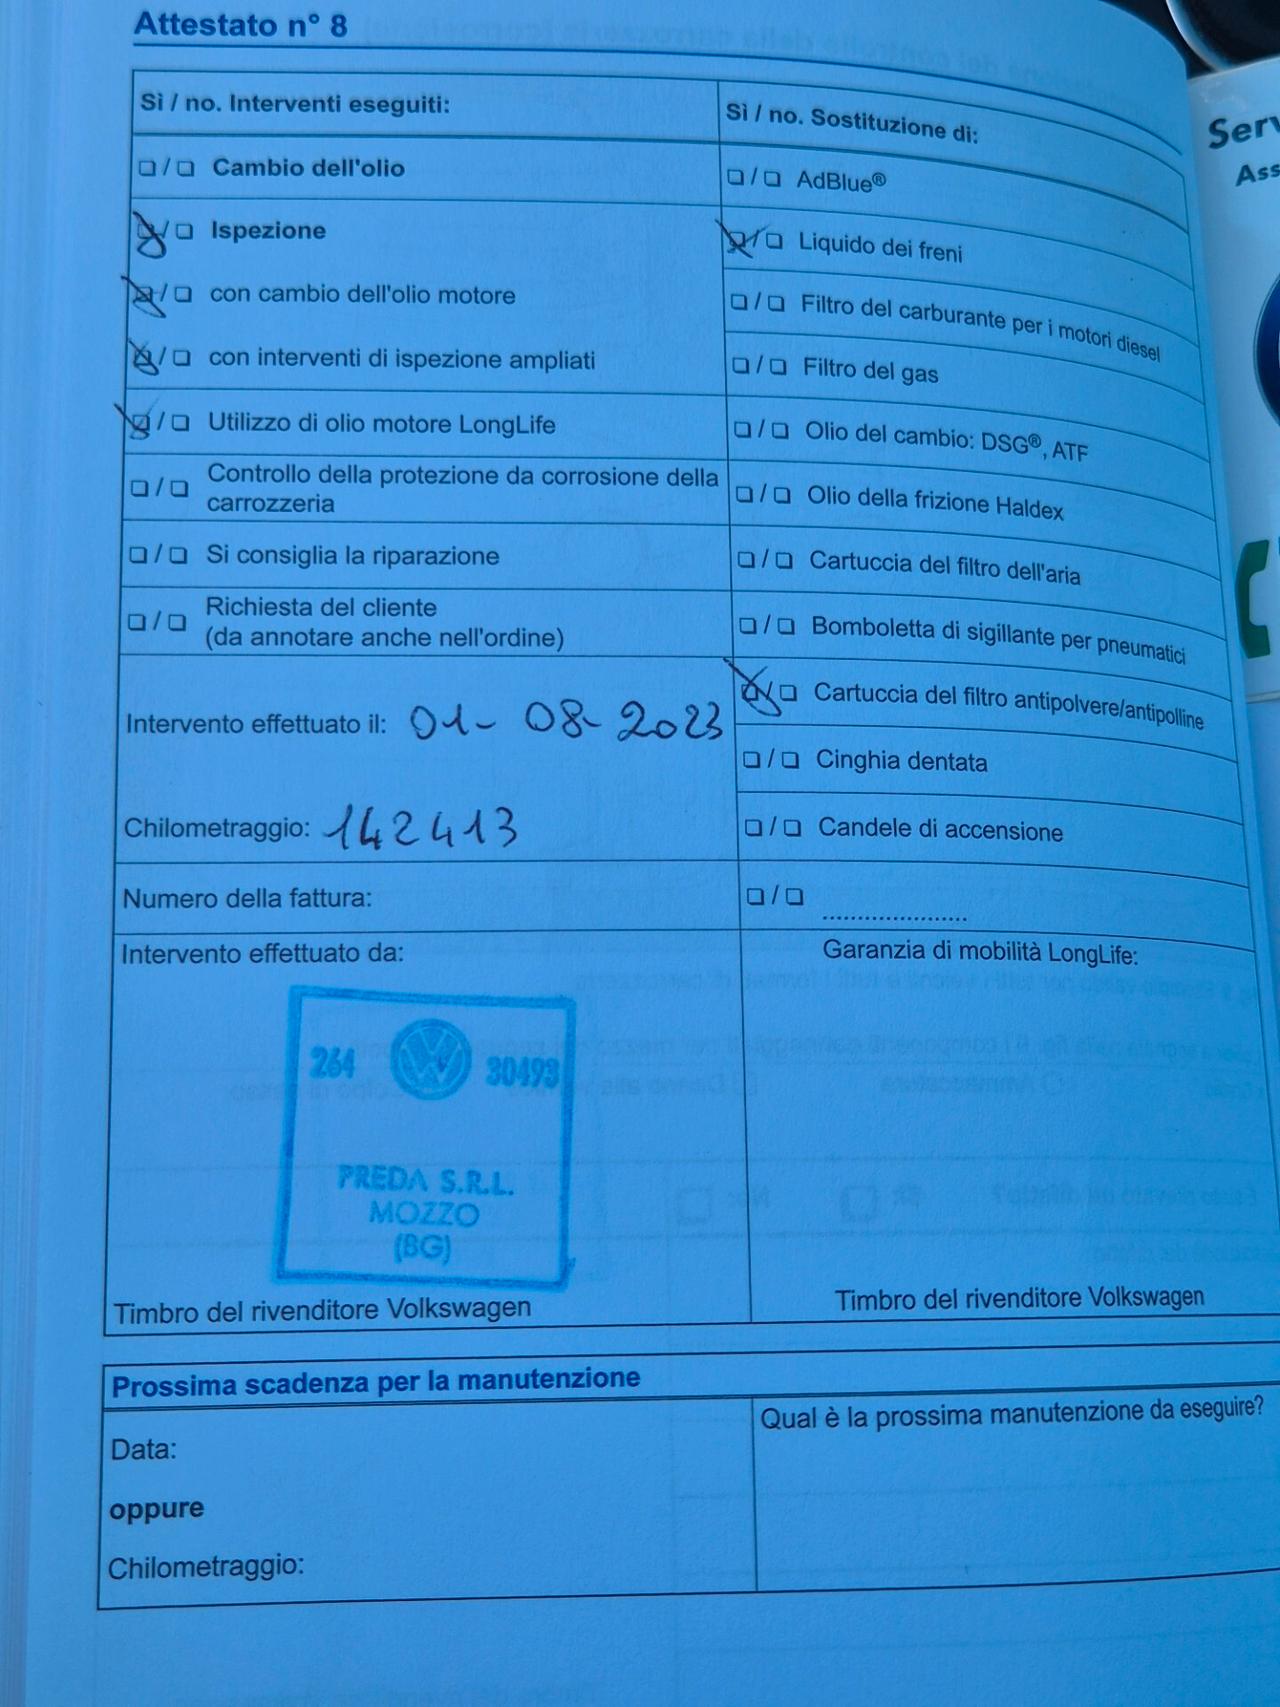 Attestato n° 8
Sì / no. Interventi eseguiti:
❏ / ❏ Cambio dell'olio
❏ / ❏ Ispezione
❏ / ❏ con cambio dell'olio motore
❏ / ❏ con interventi di ispezione ampliati
❏ / ❏ Utilizzo di olio motore LongLife
❏ / ❏ Controllo della protezione da corrosione della
carrozzeria
❏ / ❏ Si consiglia la riparazione
❏ / ❏ Richiesta del cliente
(da annotare anche nell'ordine)
Intervento effettuato il: 01-08-2023
Chilometraggio: 142413
Numero della fattura:
Intervento effettuato da:
264 VW 30493
PREDA S.R.L.
MOZZO
(BG)
Timbro del rivenditore Volkswagen
Sì / no. Sostituzione di:
❏ / ❏ AdBlue®
❏ / ❏ Liquido dei freni
❏ / ❏ Filtro del carburante per i motori diesel
❏ / ❏ Filtro del gas
❏ / ❏ Olio del cambio: DSG®, ATF
❏ / ❏ Olio della frizione Haldex
❏ / ❏ Cartuccia del filtro dell'aria
❏ / ❏ Bomboletta di sigillante per pneumatici
❏ / ❏ Cartuccia del filtro antipolvere/antipolline
❏ / ❏ Cinghia dentata
❏ / ❏ Candele di accensione
❏ / ❏ .....................
Garanzia di mobilità LongLife:
Timbro del rivenditore Volkswagen
Prossima scadenza per la manutenzione
Data:
oppure
Chilometraggio:
Qual è la prossima manutenzione da eseguire?
Serv
Ass